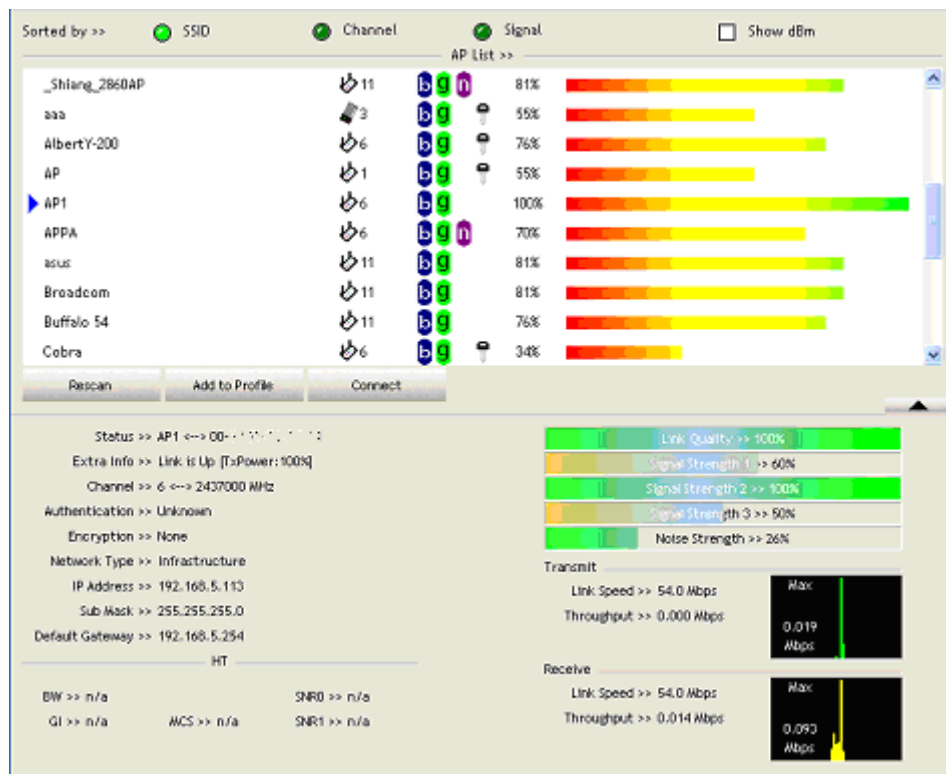 Sorted by >> SSID Channel Signal Show dBm
AP List >>
_Shiang_2860AP 11 b g n 81%
aaa 3 b g 55%
AlbertY-200 6 b g 76%
AP 1 b g 55%
AP1 6 b g 100%
APPA 6 b g n 70%
asus 11 b g 81%
Broadcom 11 b g 81%
Buffalo 54 11 b g 76%
Cobra 6 b g 34%
Rescan Add to Profile Connect
Status >> AP1 <--> 00-
Extra Info >> Link is Up [TxPower:100%]
Channel >> 6 <--> 2437000 MHz
Authentication >> Unknown
Encryption >> None
Network Type >> Infrastructure
IP Address >> 192.168.5.113
Sub Mask >> 255.255.255.0
Default Gateway >> 192.168.5.254
HT
BW >> n/a SNR0 >> n/a
GI >> n/a MCS >> n/a SNR1 >> n/a
Link Quality >> 100%
Signal Strength 1 >> 60%
Signal Strength 2 >> 100%
Signal Strength 3 >> 50%
Noise Strength >> 26%
Transmit
Link Speed >> 54.0 Mbps
Throughput >> 0.000 Mbps
Max
0.019
Mbps
Receive
Link Speed >> 54.0 Mbps
Throughput >> 0.014 Mbps
Max
0.093
Mbps